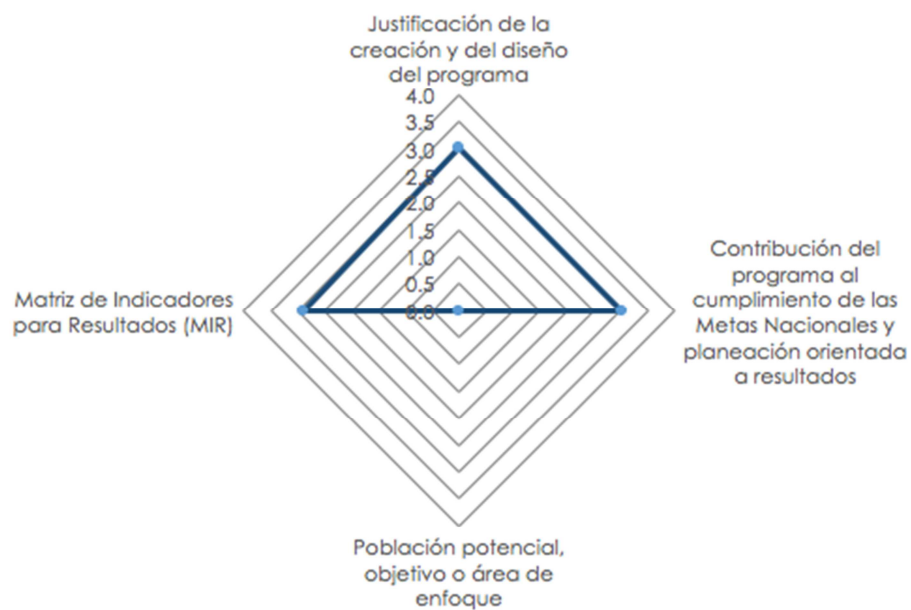 Justificación de la
creación y del diseño
del programa
4.0
3.5
3.0
2.5
2.0
1.5
1.0
0.5
0.0
Contribución del
programa al
cumplimiento de las
Metas Nacionales y
planeación orientada
a resultados
Matriz de Indicadores
para Resultados (MIR)
Población potencial,
objetivo o área de
enfoque